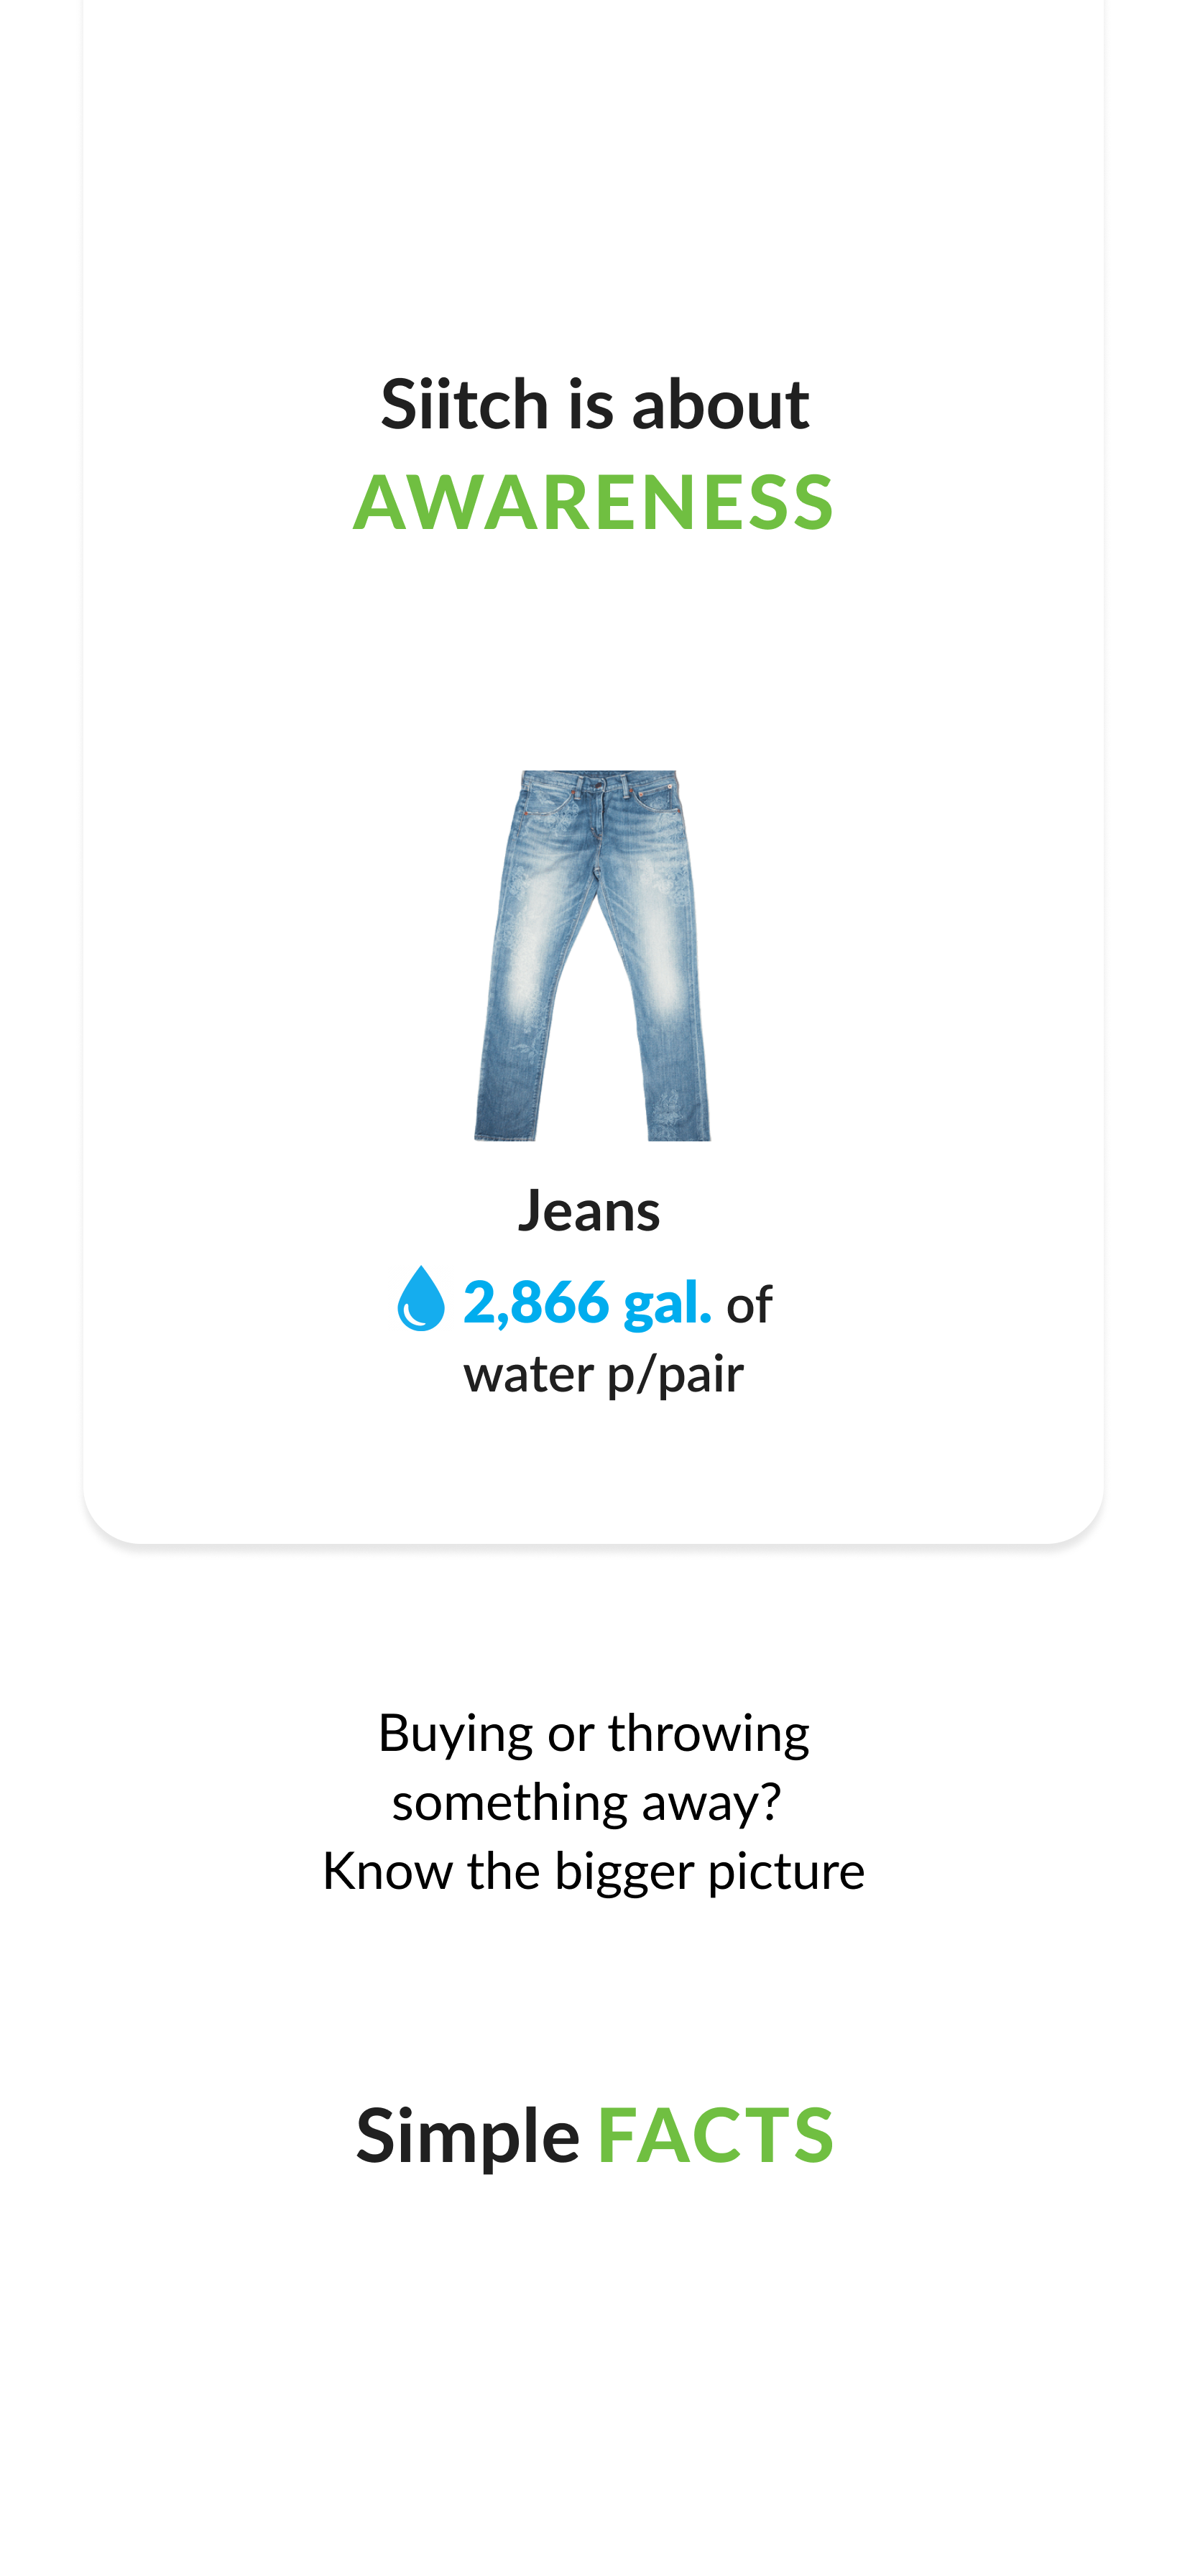 Siitch is about
AWARENESS
Jeans
2,866 gal. of
water p/pair
Buying or throwing
something away?
Know the bigger picture
Simple FACTS